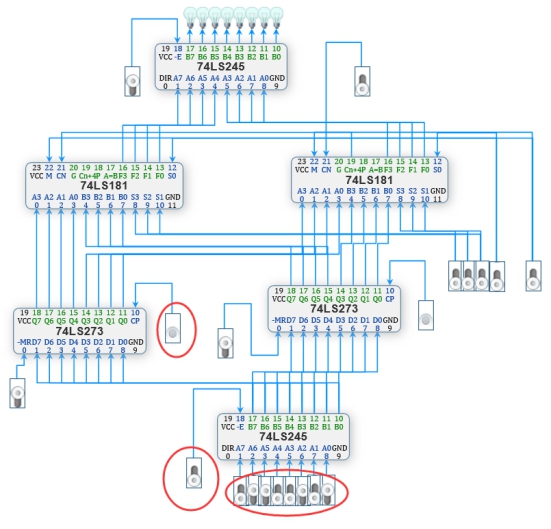 19 18 17 16 15 14 13 12 11 10
VCC -E B7 B6 B5 B4 B3 B2 B1 B0
74LS245
DIR A7 A6 A5 A4 A3 A2 A1 A0 GND
0 1 2 3 4 5 6 7 8 9
23 22 21 20 19 18 17 16 15 14 13 12
VCC M CN G Cn+4 P A=B F3 F2 F1 F0 S0
74LS181
A3 A2 A1 A0 B3 B2 B1 B0 S3 S2 S1 GND
0 1 2 3 4 5 6 7 8 9 10 11
23 22 21 20 19 18 17 16 15 14 13 12
VCC M CN G Cn+4 P A=B F3 F2 F1 F0 S0
74LS181
A3 A2 A1 A0 B3 B2 B1 B0 S3 S2 S1 GND
0 1 2 3 4 5 6 7 8 9 10 11
19 18 17 16 15 14 13 12 11 10
VCC Q7 Q6 Q5 Q4 Q3 Q2 Q1 Q0 CP
74LS273
-MR D7 D6 D5 D4 D3 D2 D1 D0 GND
0 1 2 3 4 5 6 7 8 9
19 18 17 16 15 14 13 12 11 10
VCC Q7 Q6 Q5 Q4 Q3 Q2 Q1 Q0 CP
74LS273
-MR D7 D6 D5 D4 D3 D2 D1 D0 GND
0 1 2 3 4 5 6 7 8 9
19 18 17 16 15 14 13 12 11 10
VCC -E B7 B6 B5 B4 B3 B2 B1 B0
74LS245
DIR A7 A6 A5 A4 A3 A2 A1 A0 GND
0 1 2 3 4 5 6 7 8 9